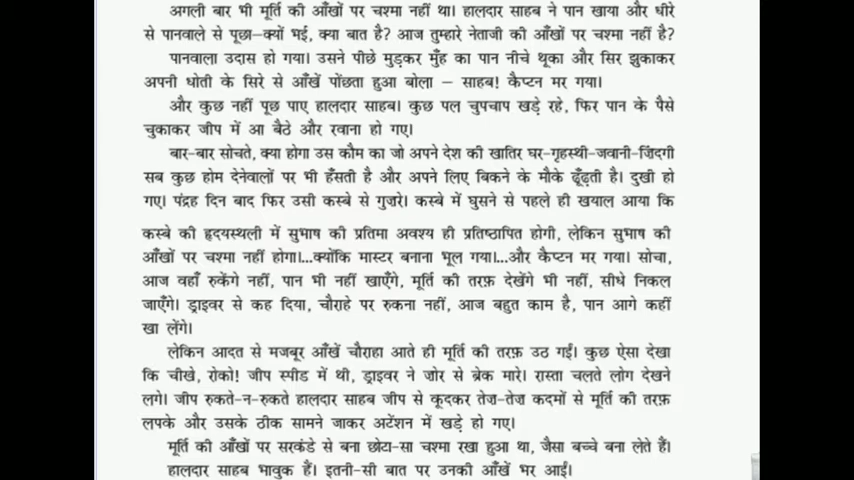 अगली बार भी मूर्ति की आँखों पर चश्मा नहीं था। हालदार साहब ने पान खाया और धीरे
से पानवाले से पूछा–क्यों भई, क्या बात है? आज तुम्हारे नेताजी की आँखों पर चश्मा नहीं है?
पानवाला उदास हो गया। उसने पीछे मुड़कर मुँह का पान नीचे थूका और सिर झुकाकर
अपनी धोती के सिरे से आँखें पोंछता हुआ बोला – साहब! कैप्टन मर गया।
और कुछ नहीं पूछ पाए हालदार साहब। कुछ पल चुपचाप खड़े रहे, फिर पान के पैसे
चुकाकर जीप में आ बैठे और रवाना हो गए।
बार-बार सोचते, क्या होगा उस कौम का जो अपने देश की खातिर घर-गृहस्थी-जवानी-ज़िंदगी
सब कुछ होम देनेवालों पर भी हँसती है और अपने लिए बिकने के मौके ढूँढ़ती है। दुखी हो
गए। पंद्रह दिन बाद फिर उसी कस्बे से गुज़रे। कस्बे में घुसने से पहले ही खयाल आया कि
कस्बे की हृदयस्थली में सुभाष की प्रतिमा अवश्य ही प्रतिष्ठापित होगी, लेकिन सुभाष की
आँखों पर चश्मा नहीं होगा।...क्योंकि मास्टर बनाना भूल गया।...और कैप्टन मर गया। सोचा,
आज वहाँ रुकेंगे नहीं, पान भी नहीं खाएँगे, मूर्ति की तरफ़ देखेंगे भी नहीं, सीधे निकल
जाएँगे। ड्राइवर से कह दिया, चौराहे पर रुकना नहीं, आज बहुत काम है, पान आगे कहीं
खा लेंगे।
लेकिन आदत से मजबूर आँखें चौराहा आते ही मूर्ति की तरफ़ उठ गईं। कुछ ऐसा देखा
कि चीखे, रोको! जीप स्पीड में थी, ड्राइवर ने ज़ोर से ब्रेक मारे। रास्ता चलते लोग देखने
लगे। जीप रुकते-न-रुकते हालदार साहब जीप से कूदकर तेज़-तेज़ कदमों से मूर्ति की तरफ़
लपके और उसके ठीक सामने जाकर अटेंशन में खड़े हो गए।
मूर्ति की आँखों पर सरकंडे से बना छोटा-सा चश्मा रखा हुआ था, जैसा बच्चे बना लेते हैं।
हालदार साहब भावुक हैं। इतनी-सी बात पर उनकी आँखें भर आईं।